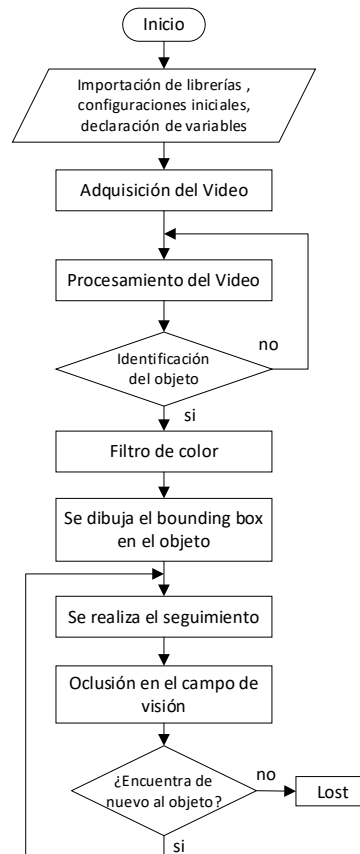 Inicio
Importación de librerías ,
configuraciones iniciales,
declaración de variables
Adquisición del Video
Procesamiento del Video
no
Identificación
del objeto
si
Filtro de color
Se dibuja el bounding box
en el objeto
Se realiza el seguimiento
Oclusión en el campo de
visión
¿Encuentra de
nuevo al objeto?
no
Lost
si